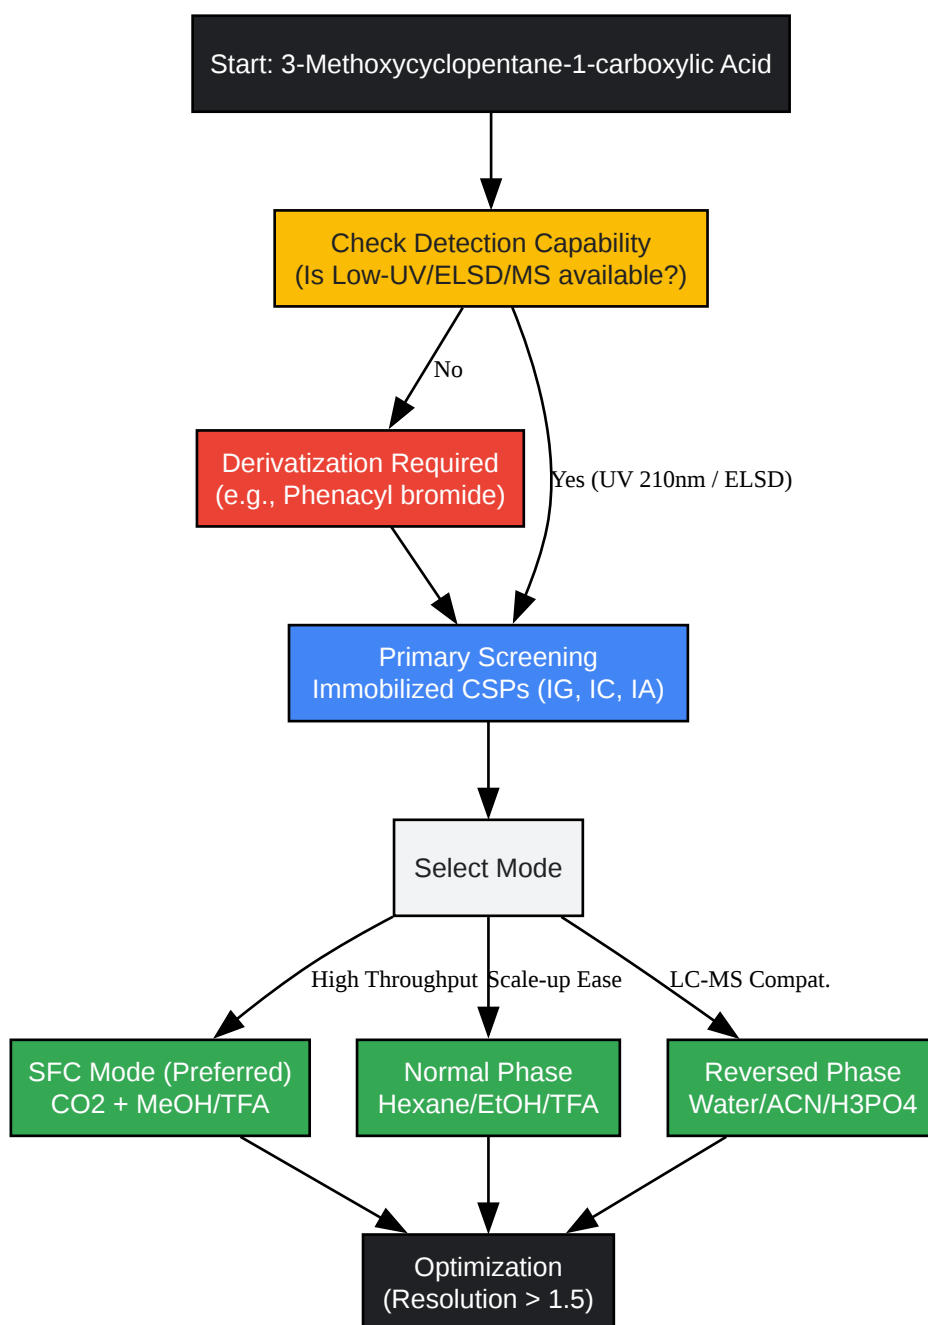 Start: 3-Methoxycyclopentane-1-carboxylic Acid
Check Detection Capability
(Is Low-UV/ELSD/MS available?)
No
Derivatization Required
(e.g., Phenacyl bromide)
Yes (UV 210nm / ELSD)
Primary Screening
Immobilized CSPs (IG, IC, IA)
Select Mode
High Throughput
Scale-up Ease
LC-MS Compat.
SFC Mode (Preferred)
CO2 + MeOH/TFA
Normal Phase
Hexane/EtOH/TFA
Reversed Phase
Water/ACN/H3PO4
Optimization
(Resolution > 1.5)